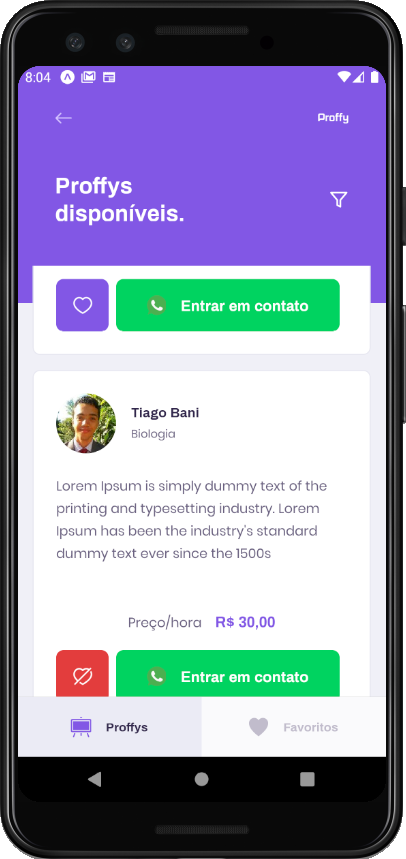 8:04
Proffy
Proffys
disponíveis.
Entrar em contato
Tiago Bani
Biologia
Lorem Ipsum is simply dummy text of the
printing and typesetting industry. Lorem
Ipsum has been the industry's standard
dummy text ever since the 1500s
Preço/hora R$ 30,00
Entrar em contato
Proffys Favoritos